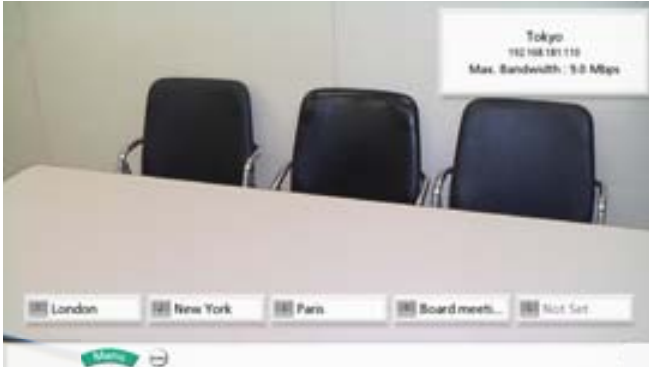 Tokyo
192.168.181.110
Max. Bandwidth : 9.0 Mbps
London
New York
Paris
Board meeti...
Not Set
Menu